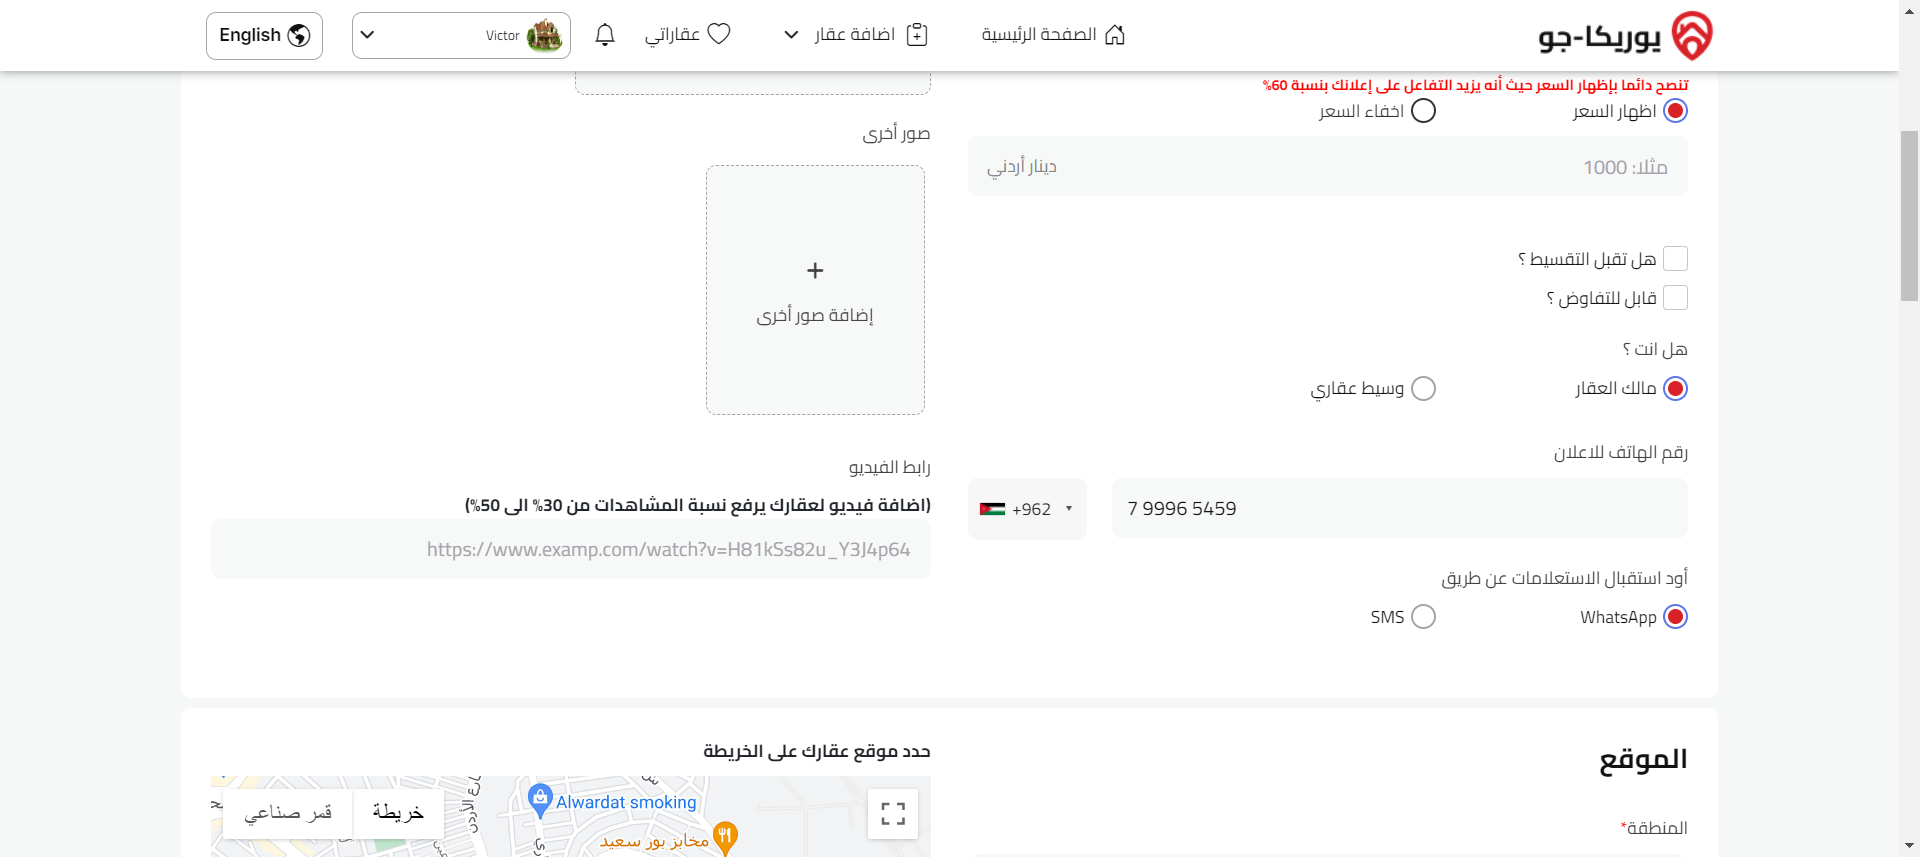 يوريكا-جو
الصفحة الرئيسية
اضافة عقار
عقاراتي
Victor
English
تنصح دائما بإظهار السعر حيث أنه يزيد التفاعل على إعلانك بنسبة 60%
اظهار السعر
اخفاء السعر
مثلا: 1000
دينار أردني
هل تقبل التقسيط ؟
قابل للتفاوض ؟
هل انت ؟
مالك العقار
وسيط عقاري
رقم الهاتف للاعلان
7 9996 5459
+962
أود استقبال الاستعلامات عن طريق
WhatsApp
SMS
صور أخرى
+
إضافة صور أخرى
رابط الفيديو
(اضافة فيديو لعقارك يرفع نسبة المشاهدات من 30% الى 50%)
https://www.examp.com/watch?v=H81kSs82u_Y3J4p64
الموقع
المنطقة*
حدد موقع عقارك على الخريطة
خريطة
قمر صناعي
Alwardat smoking
مخابز بور سعيد